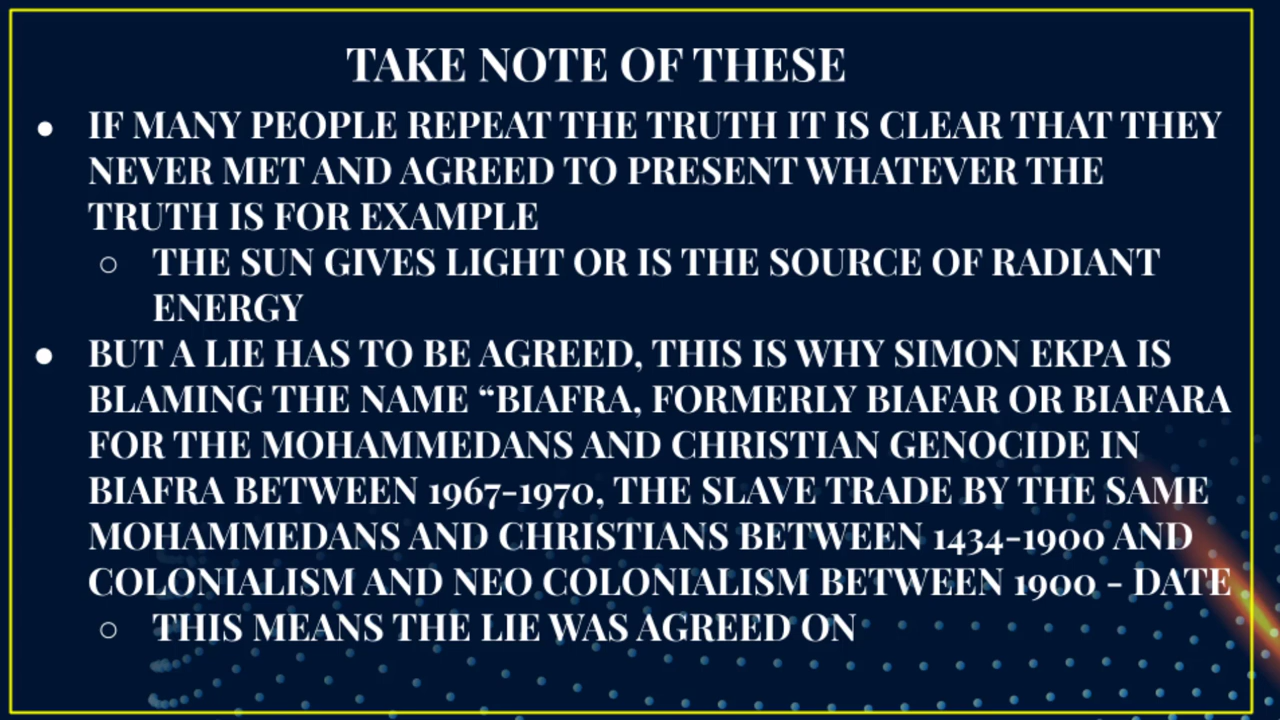 TAKE NOTE OF THESE
● IF MANY PEOPLE REPEAT THE TRUTH IT IS CLEAR THAT THEY
NEVER MET AND AGREED TO PRESENT WHATEVER THE
TRUTH IS FOR EXAMPLE
○ THE SUN GIVES LIGHT OR IS THE SOURCE OF RADIANT
ENERGY
● BUT A LIE HAS TO BE AGREED, THIS IS WHY SIMON EKPA IS
BLAMING THE NAME “BIAFRA, FORMERLY BIAFAR OR BIAFARA
FOR THE MOHAMMEDANS AND CHRISTIAN GENOCIDE IN
BIAFRA BETWEEN 1967-1970, THE SLAVE TRADE BY THE SAME
MOHAMMEDANS AND CHRISTIANS BETWEEN 1434-1900 AND
COLONIALISM AND NEO COLONIALISM BETWEEN 1900 - DATE
○ THIS MEANS THE LIE WAS AGREED ON